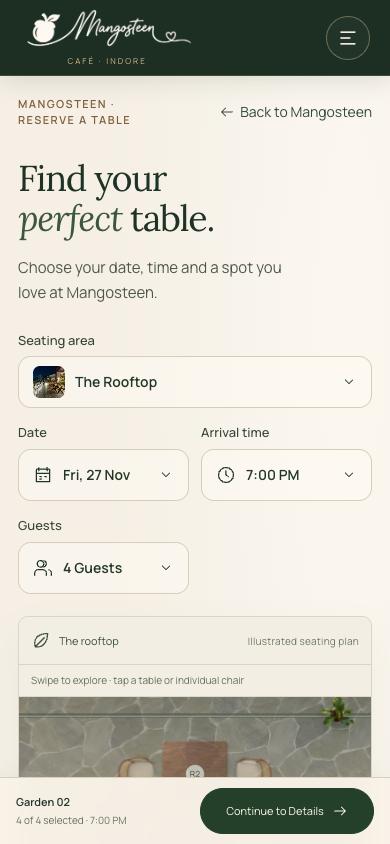 Mangosteen
CAFÉ · INDORE
MANGOSTEEN ·
RESERVE A TABLE
← Back to Mangosteen
Find your
perfect table.
Choose your date, time and a spot you
love at Mangosteen.
Seating area
The Rooftop
Date
Arrival time
Fri, 27 Nov
7:00 PM
Guests
4 Guests
The rooftop
Illustrated seating plan
Swipe to explore · tap a table or individual chair
R2
Garden 02
4 of 4 selected · 7:00 PM
Continue to Details →